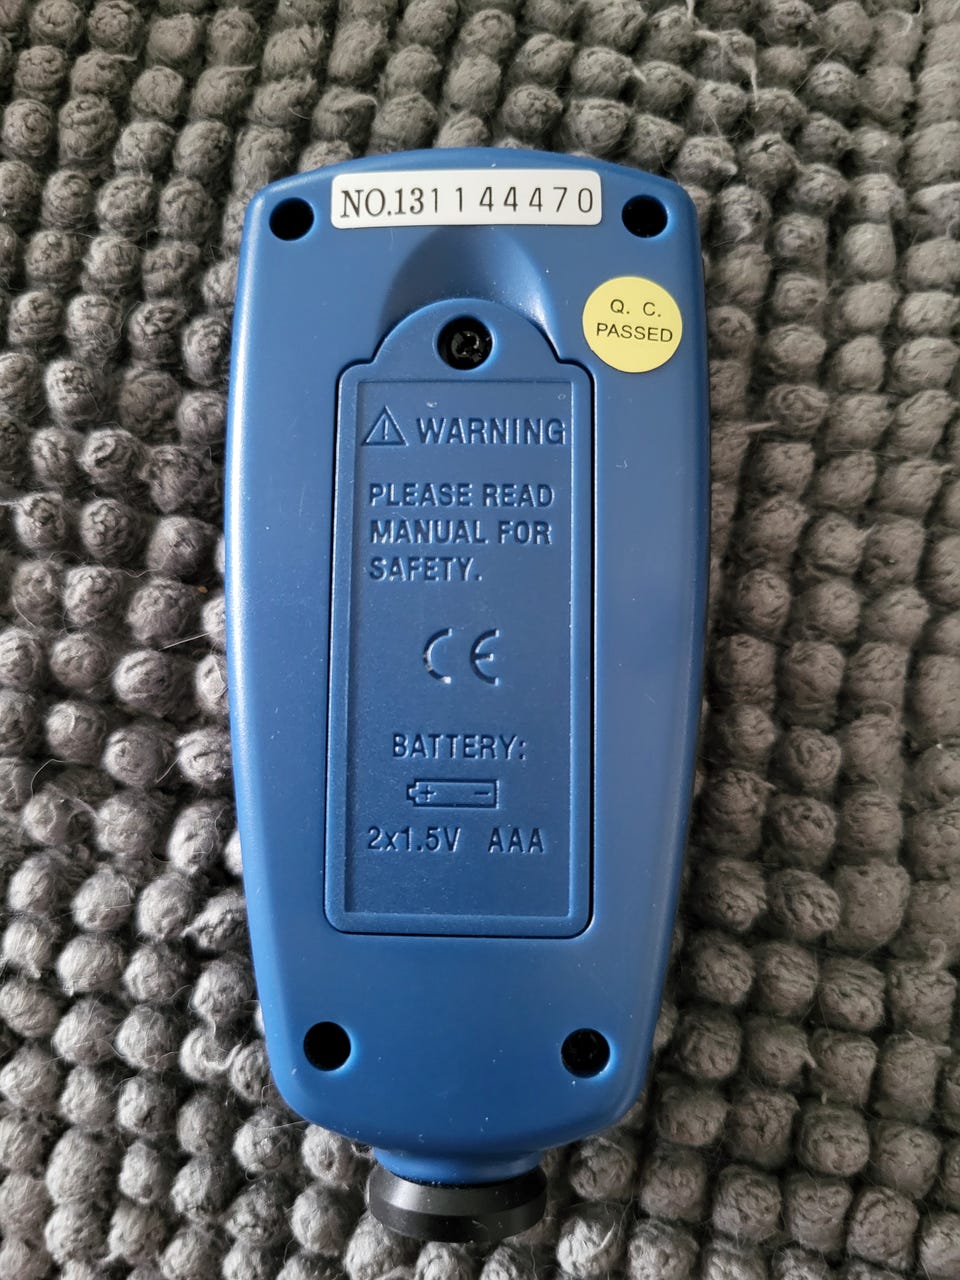 NO.131144470
Q. C.
PASSED
WARNING
PLEASE READ
MANUAL FOR
SAFETY.
CE
BATTERY:
+ −
2x1.5V AAA